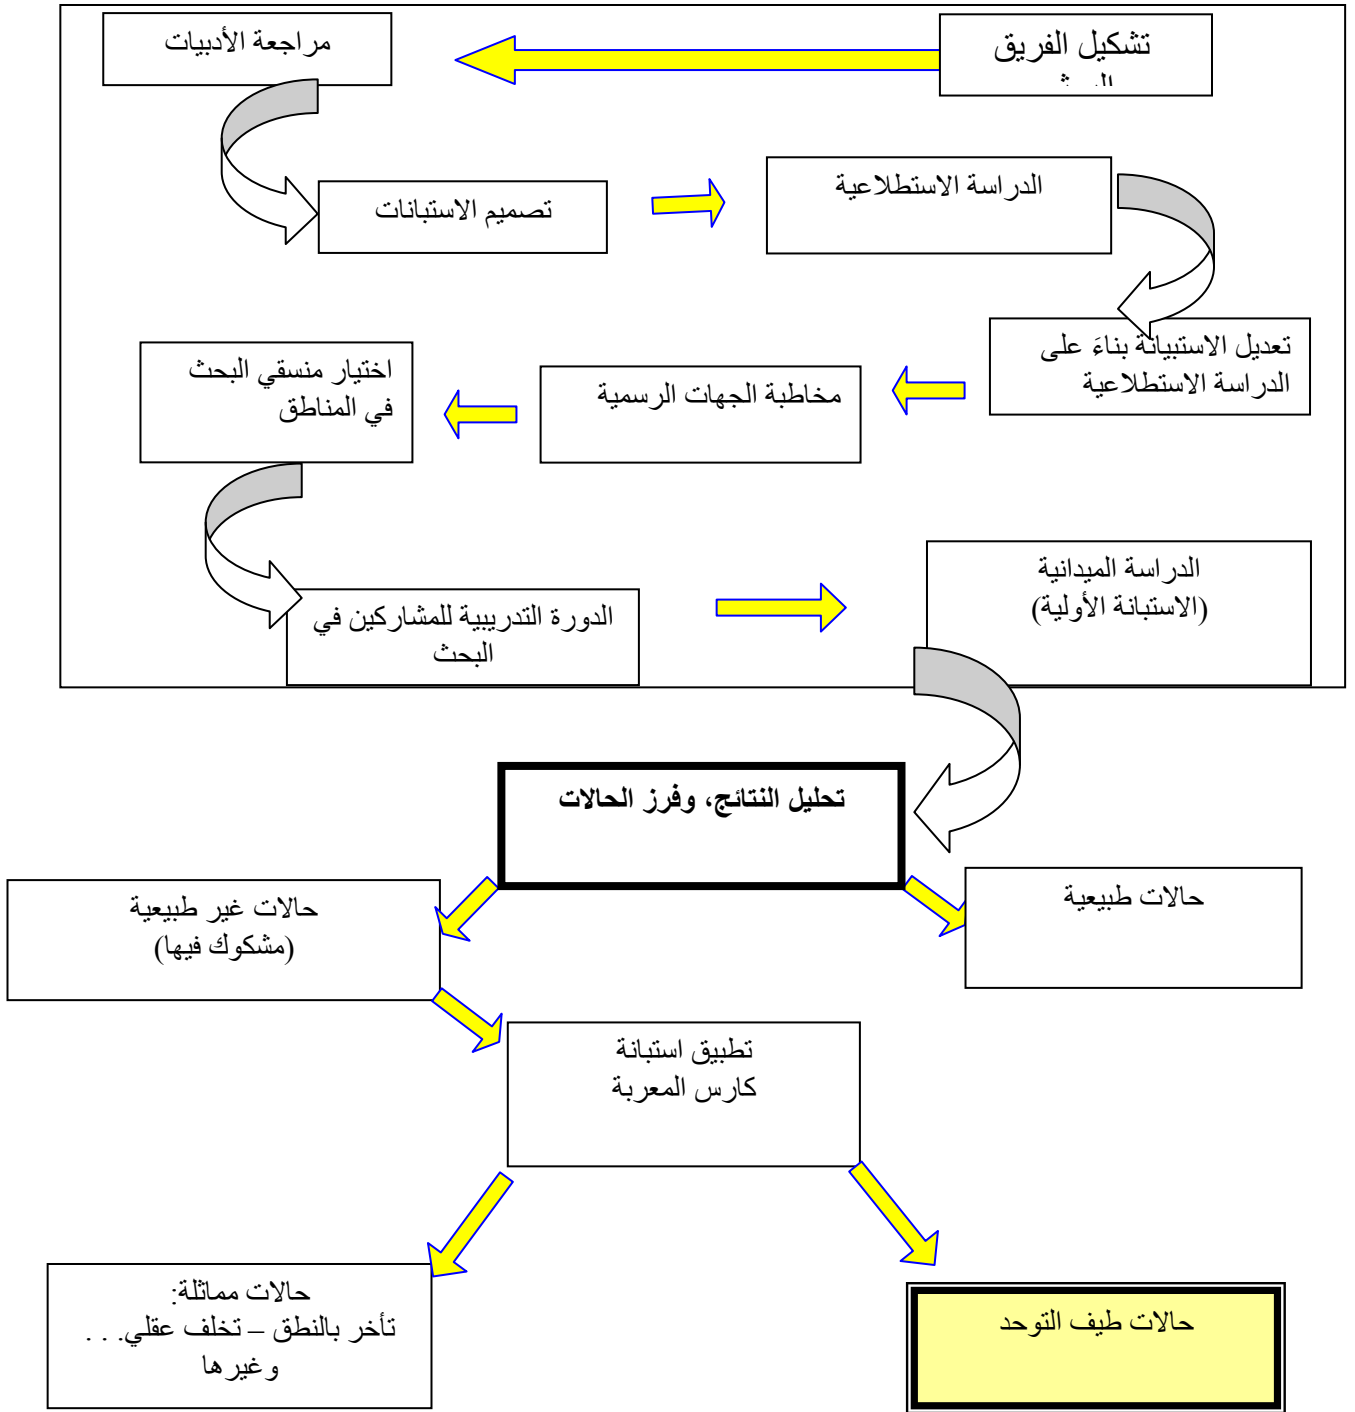 تشكيل الفريق
مراجعة الأدبيات
تصميم الاستبانات
الدراسة الاستطلاعية
تعديل الاستبيانة بناءَ على
الدراسة الاستطلاعية
مخاطبة الجهات الرسمية
اختيار منسقي البحث
في المناطق
الدورة التدريبية للمشاركين في
البحث
الدراسة الميدانية
(الاستبانة الأولية)
تحليل النتائج، وفرز الحالات
حالات طبيعية
حالات غير طبيعية
(مشكوك فيها)
تطبيق استبانة
كارس المعربة
حالات مماثلة:
تأخر بالنطق – تخلف عقلي. . .
وغيرها
حالات طيف التوحد